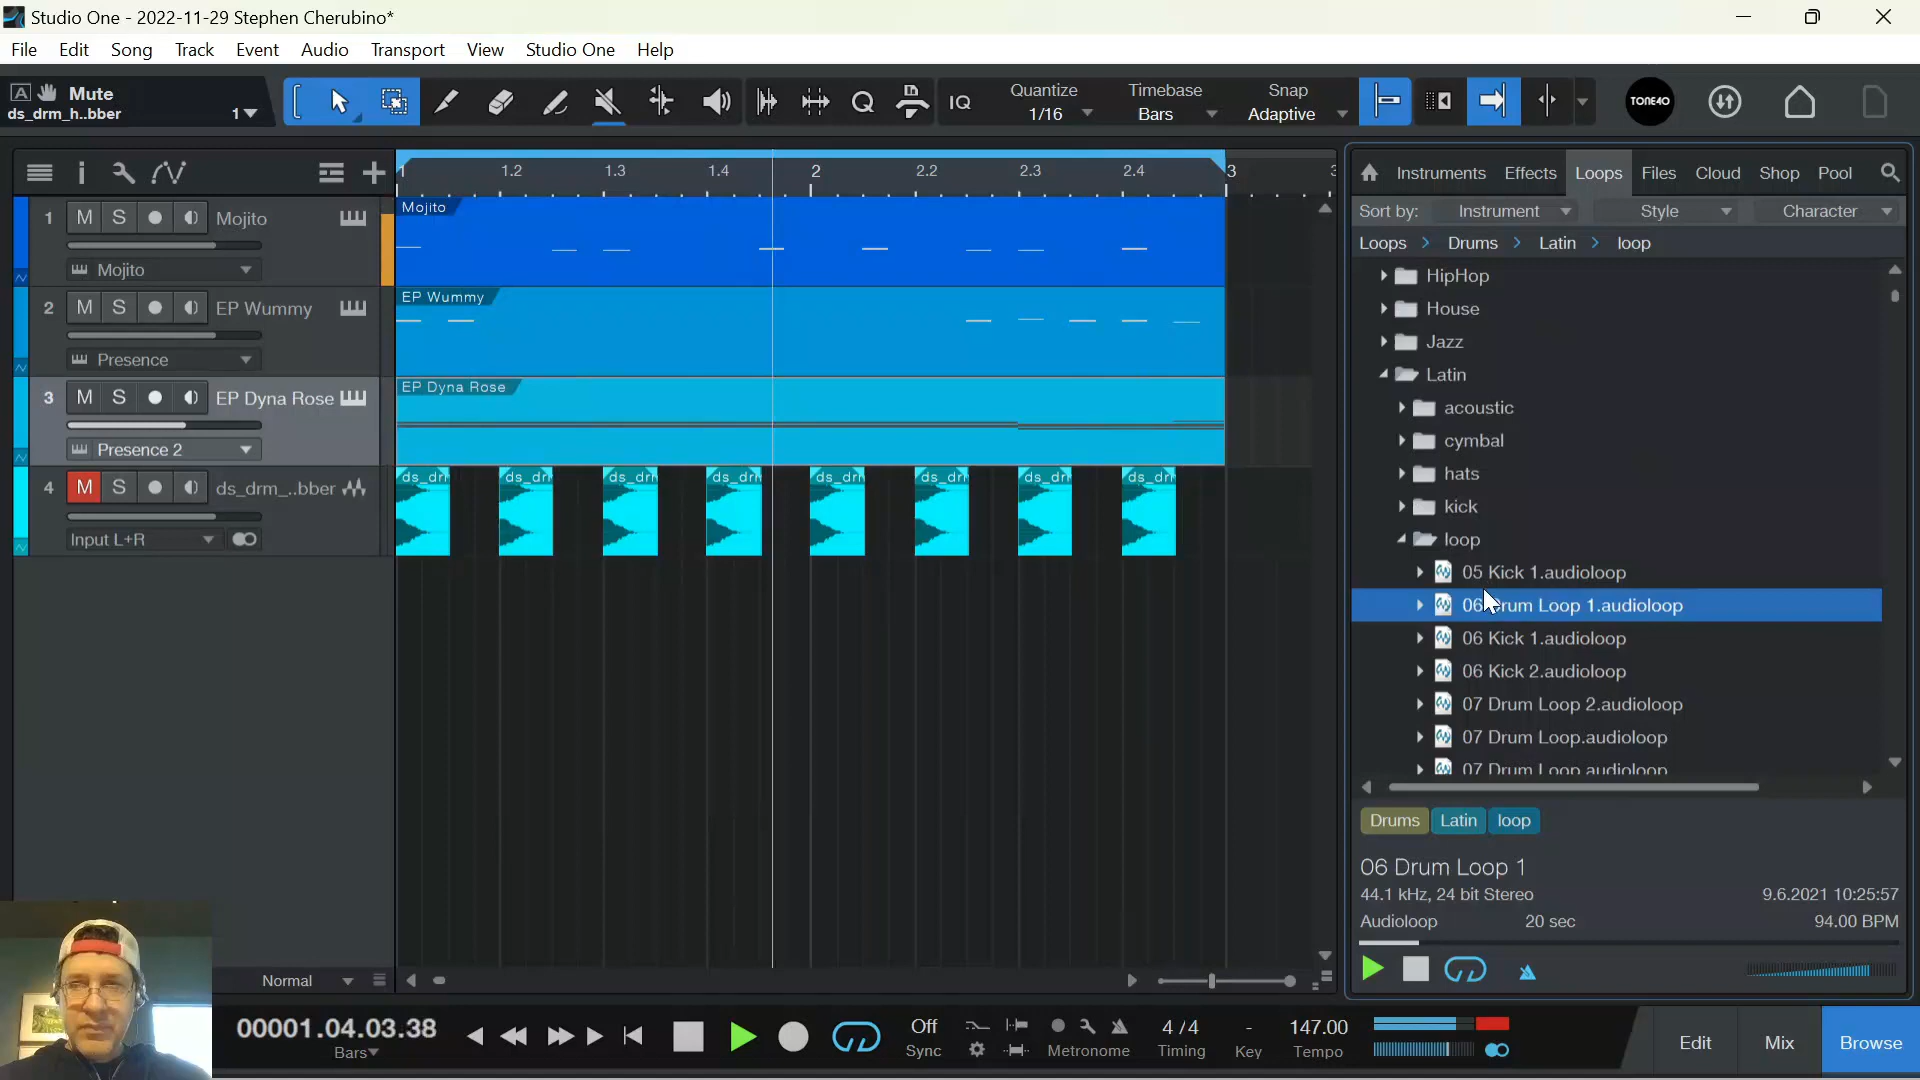 Studio One - 2022-11-29 Stephen Cherubino*
File Edit Song Track Event Audio Transport View Studio One Help
A Mute
ds_drm_h..bber 1
IQ
Quantize
1/16
Timebase
Bars
Snap
Adaptive
TONE40
1 1.2 1.3 1.4 2 2.2 2.3 2.4 3
Instruments Effects Loops Files Cloud Shop Pool
Sort by: Instrument Style Character
Loops > Drums > Latin > loop
1 M S Mojito
Mojito
Mojito
2 M S EP Wummy
Presence
EP Wummy
3 M S EP Dyna Rose
Presence 2
EP Dyna Rose
4 M S ds_drm_..bber
Input L+R
HipHop
House
Jazz
Latin
acoustic
cymbal
hats
kick
loop
05 Kick 1.audioloop
06 Drum Loop 1.audioloop
06 Kick 1.audioloop
06 Kick 2.audioloop
07 Drum Loop 2.audioloop
07 Drum Loop.audioloop
07 Drum Loop.audioloop
Drums Latin loop
06 Drum Loop 1
44.1 kHz, 24 bit Stereo 9.6.2021 10:25:57
Audioloop 20 sec 94.00 BPM
Normal
00001.04.03.38
Bars
Off
Sync
Metronome
4 / 4
Timing
-
Key
147.00
Tempo
Edit Mix Browse